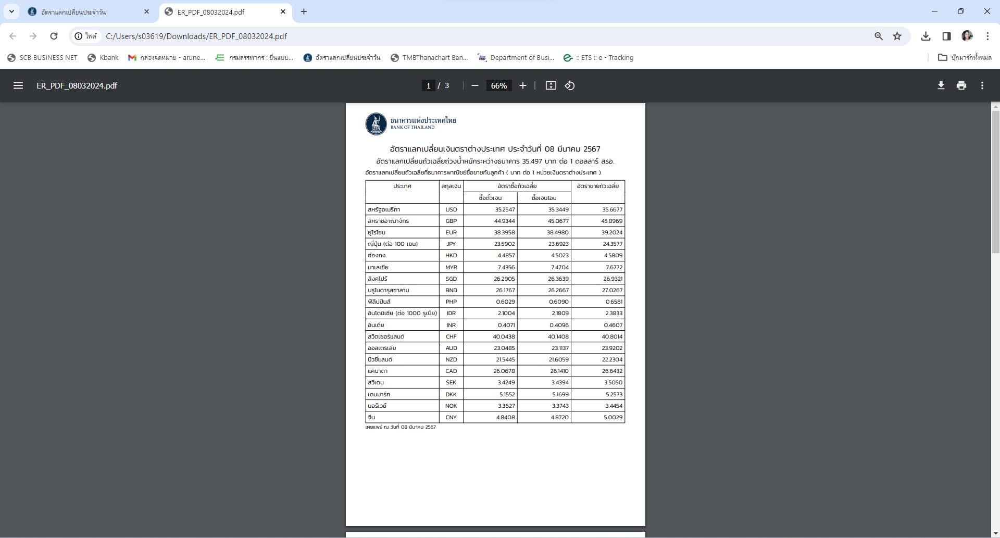 อัตราแลกเปลี่ยนประจำวัน
ER_PDF_08032024.pdf
ไฟล์ C:/Users/s03619/Downloads/ER_PDF_08032024.pdf
SCB BUSINESS NET Kbank กล่องจดหมาย - arune... กรมสรรพากร : ยื่นแบบ... อัตราแลกเปลี่ยนประจำวัน TMBThanachart Ban... Department of Busi... :: ETS :: e - Tracking บุ๊กมาร์กทั้งหมด
ER_PDF_08032024.pdf 1 / 3 66%
ธนาคารแห่งประเทศไทย
BANK OF THAILAND
อัตราแลกเปลี่ยนเงินตราต่างประเทศ ประจำวันที่ 08 มีนาคม 2567
อัตราแลกเปลี่ยนถัวเฉลี่ยถ่วงน้ำหนักระหว่างธนาคาร 35.497 บาท ต่อ 1 ดอลลาร์ สรอ.
อัตราแลกเปลี่ยนถัวเฉลี่ยที่ธนาคารพาณิชย์ซื้อขายกับลูกค้า ( บาท ต่อ 1 หน่วยเงินตราต่างประเทศ )
ประเทศ สกุลเงิน อัตราซื้อถัวเฉลี่ย อัตราขายถัวเฉลี่ย
ซื้อตั๋วเงิน ซื้อเงินโอน
สหรัฐอเมริกา USD 35.2547 35.3449 35.6677
สหราชอาณาจักร GBP 44.9344 45.0677 45.8969
ยูโรโซน EUR 38.3958 38.4980 39.2024
ญี่ปุ่น (ต่อ 100 เยน) JPY 23.5902 23.6923 24.3577
ฮ่องกง HKD 4.4857 4.5023 4.5809
มาเลเซีย MYR 7.4356 7.4704 7.6772
สิงคโปร์ SGD 26.2905 26.3639 26.9321
บรูไนดารุสซาลาม BND 26.1767 26.2667 27.0267
ฟิลิปปินส์ PHP 0.6029 0.6090 0.6581
อินโดนิเซีย (ต่อ 1000 รูเปีย) IDR 2.1004 2.1809 2.3833
อินเดีย INR 0.4071 0.4096 0.4607
สวิตเซอร์แลนด์ CHF 40.0438 40.1408 40.8014
ออสเตรเลีย AUD 23.0485 23.1137 23.9202
นิวซีแลนด์ NZD 21.5445 21.6059 22.2304
แคนาดา CAD 26.0678 26.1410 26.6432
สวีเดน SEK 3.4249 3.4394 3.5050
เดนมาร์ก DKK 5.1552 5.1699 5.2573
นอร์เวย์ NOK 3.3627 3.3743 3.4454
จีน CNY 4.8408 4.8720 5.0029
เผยแพร่ ณ วันที่ 08 มีนาคม 2567